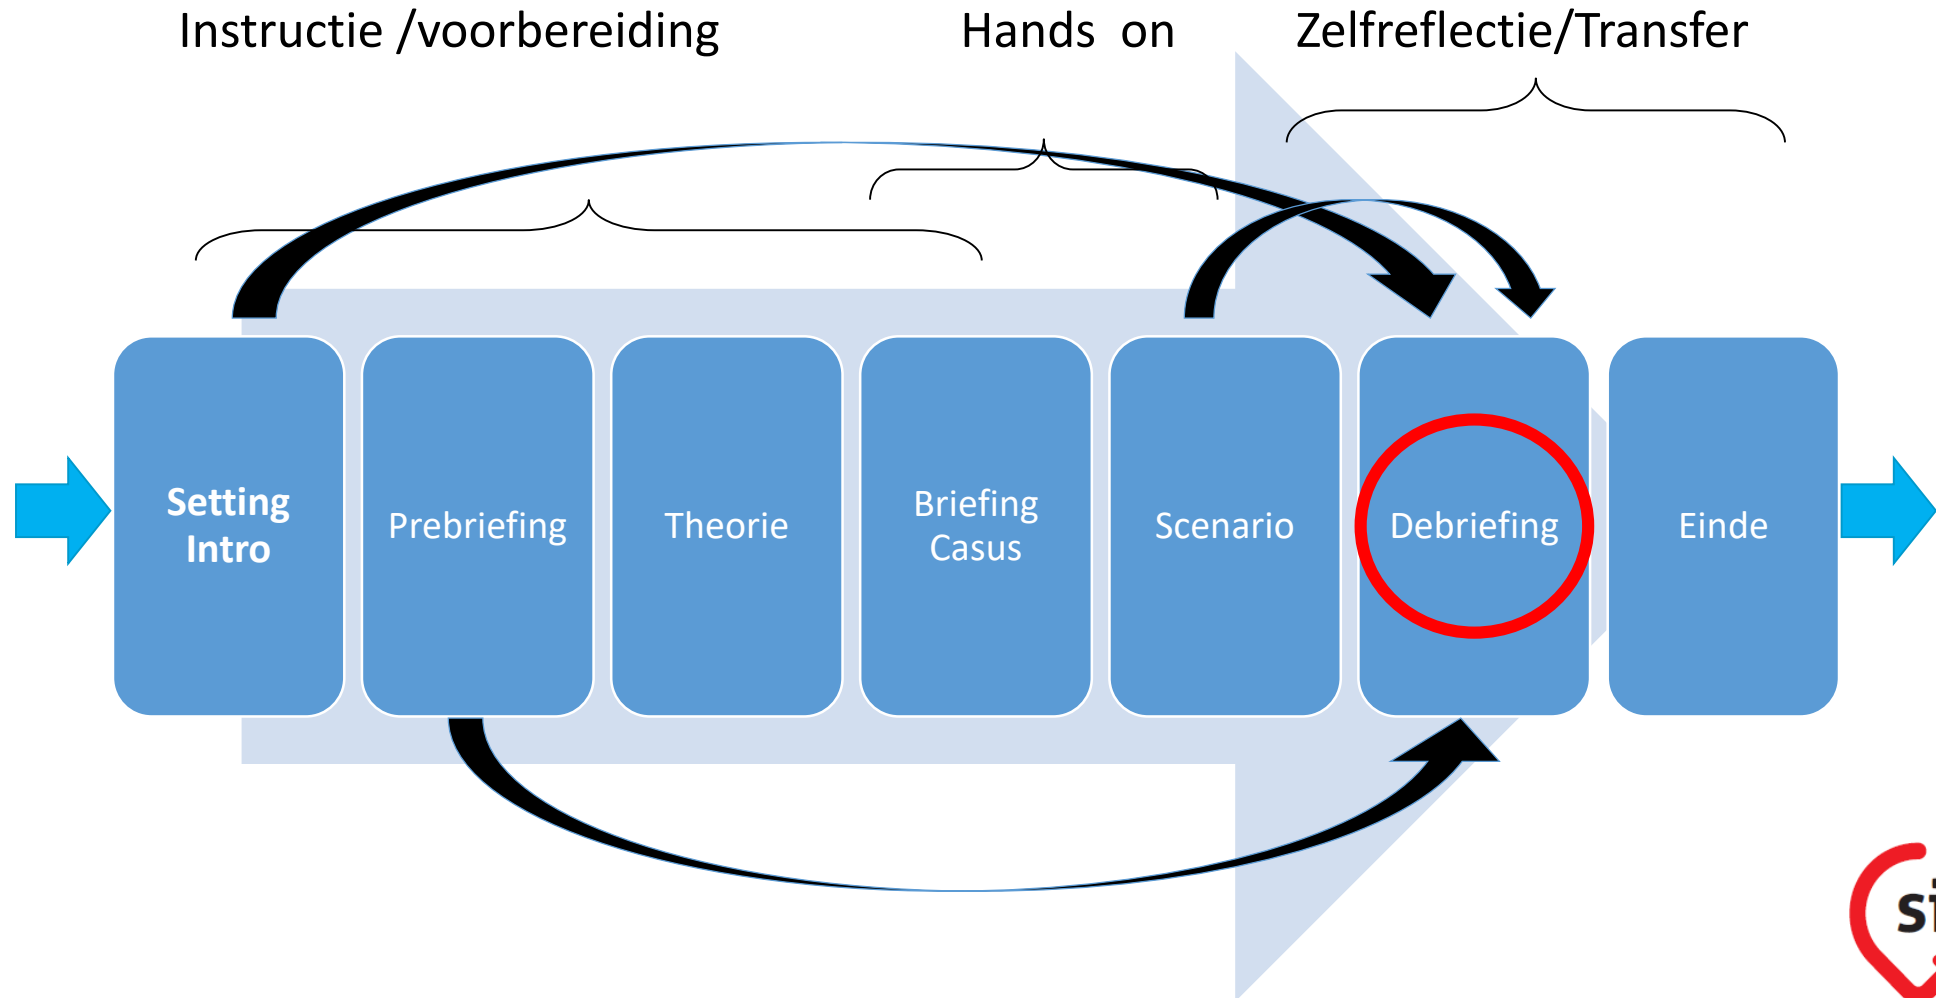 Instructie /voorbereiding
Hands  on
Zelfreflectie/Transfer
Setting
Intro
Prebriefing
Theorie
Briefing
Casus
Scenario
Debriefing
Einde